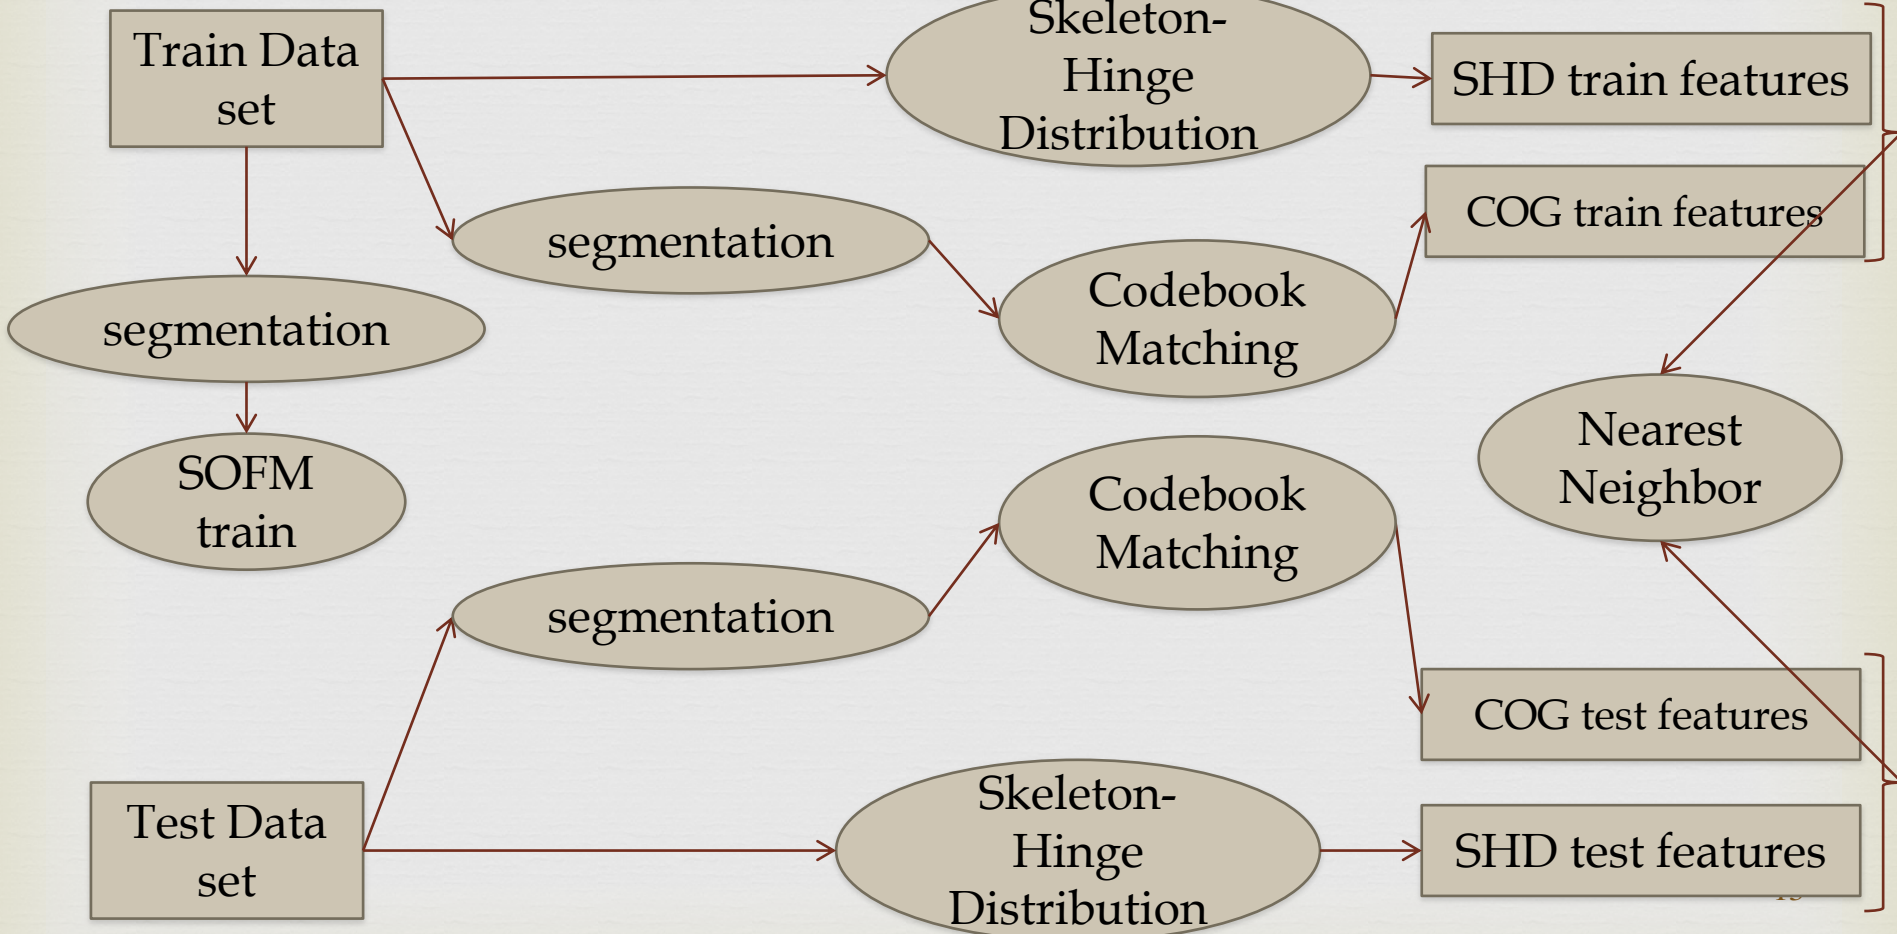 Train Data
set
Skeleton-
Hinge
Distribution
SHD train features
COG train features
segmentation
Codebook
Matching
segmentation
SOFM
train
Nearest
Neighbor
Codebook
Matching
segmentation
COG test features
Test Data
set
Skeleton-
Hinge
Distribution
SHD test features